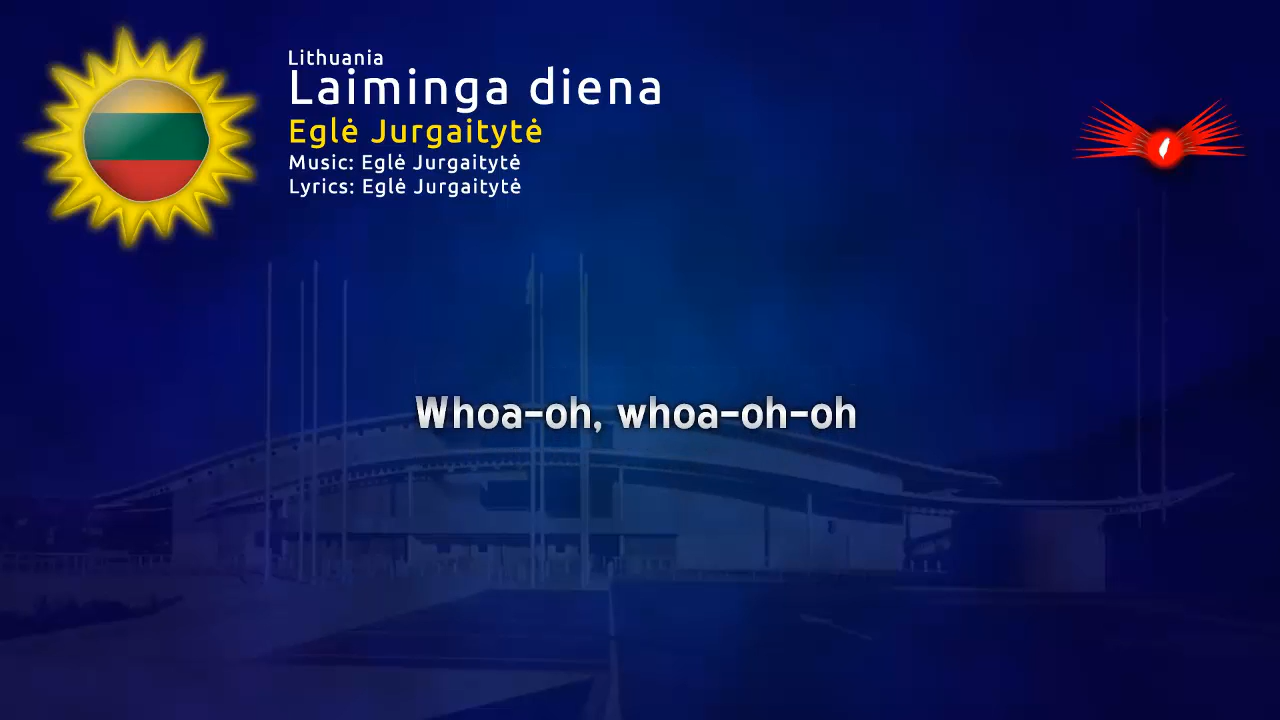 Lithuania
Laiminga diena
Eglė Jurgaitytė
Music: Eglė Jurgaitytė
Lyrics: Eglė Jurgaitytė
Whoa-oh, whoa-oh-oh